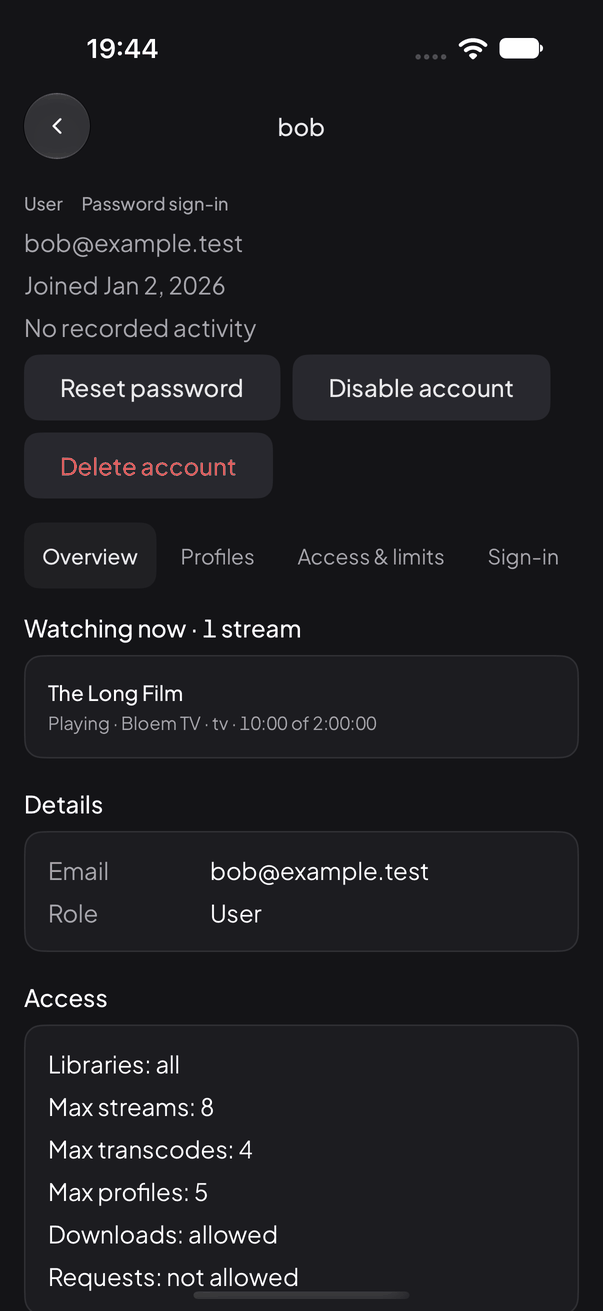 19:44
bob
User Password sign-in
bob@example.test
Joined Jan 2, 2026
No recorded activity
Reset password Disable account
Delete account
Overview Profiles Access & limits Sign-in
Watching now · 1 stream
The Long Film
Playing · Bloem TV · tv · 10:00 of 2:00:00
Details
Email bob@example.test
Role User
Access
Libraries: all
Max streams: 8
Max transcodes: 4
Max profiles: 5
Downloads: allowed
Requests: not allowed